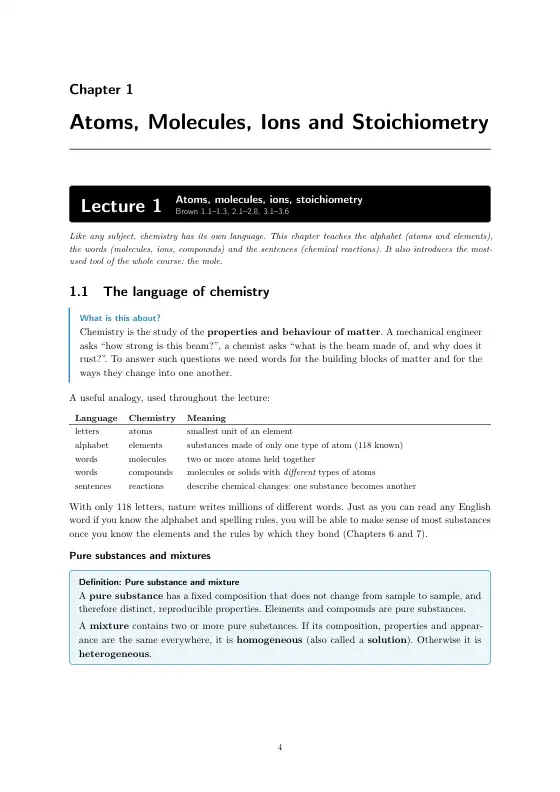 Chapter 1
Atoms, Molecules, Ions and Stoichiometry
Lecture 1
Atoms, molecules, ions, stoichiometry
Brown 1.1–1.3, 2.1–2.8, 3.1–3.6
Like any subject, chemistry has its own language. This chapter teaches the alphabet (atoms and elements),
the words (molecules, ions, compounds) and the sentences (chemical reactions). It also introduces the most-
used tool of the whole course: the mole.
1.1 The language of chemistry
What is this about?
Chemistry is the study of the properties and behaviour of matter. A mechanical engineer
asks “how strong is this beam?”, a chemist asks “what is the beam made of, and why does it
rust?”. To answer such questions we need words for the building blocks of matter and for the
ways they change into one another.
A useful analogy, used throughout the lecture:
Language Chemistry Meaning
letters atoms smallest unit of an element
alphabet elements substances made of only one type of atom (118 known)
words molecules two or more atoms held together
words compounds molecules or solids with different types of atoms
sentences reactions describe chemical changes: one substance becomes another
With only 118 letters, nature writes millions of different words. Just as you can read any English
word if you know the alphabet and spelling rules, you will be able to make sense of most substances
once you know the elements and the rules by which they bond (Chapters 6 and 7).
Pure substances and mixtures
Definition: Pure substance and mixture
A pure substance has a fixed composition that does not change from sample to sample, and
therefore distinct, reproducible properties. Elements and compounds are pure substances.
A mixture contains two or more pure substances. If its composition, properties and appear-
ance are the same everywhere, it is homogeneous (also called a solution). Otherwise it is
heterogeneous.
4